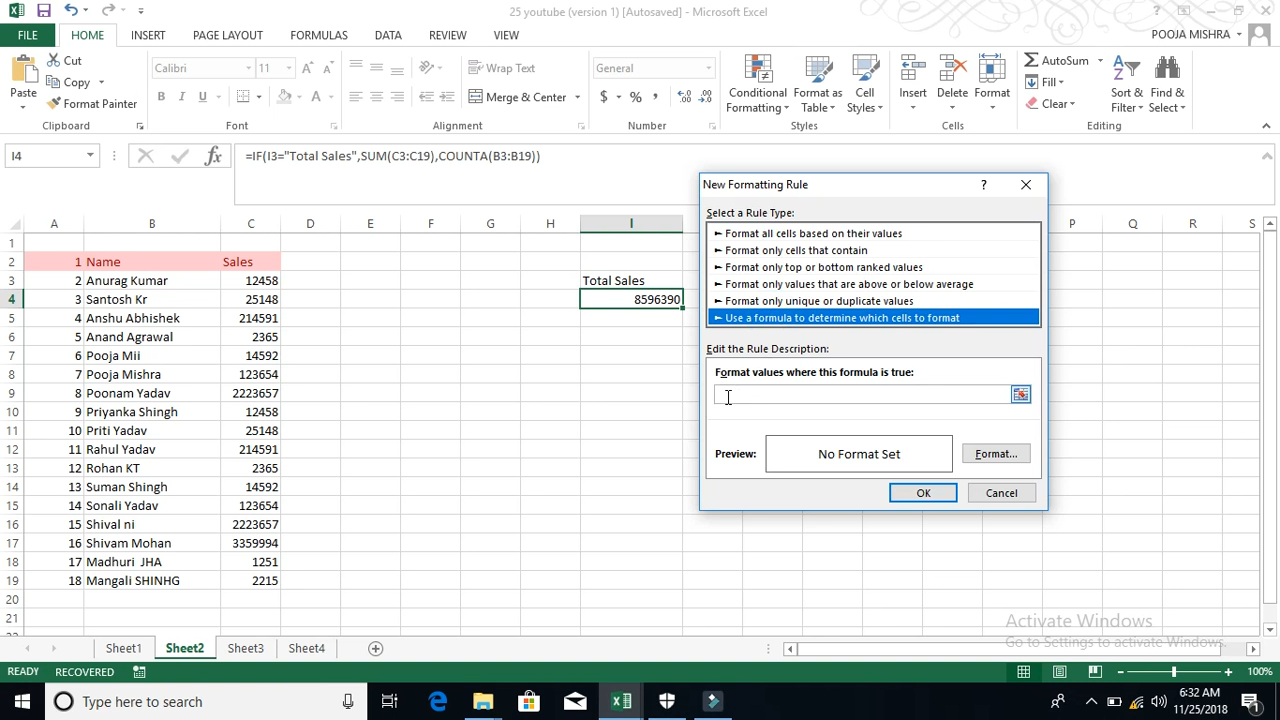 25 youtube (version 1) [Autosaved] - Microsoft Excel
FILE HOME INSERT PAGE LAYOUT FORMULAS DATA REVIEW VIEW POOJA MISHRA
Cut
Copy
Format Painter
Paste
Clipboard
Calibri 11
B I U A
Font
Wrap Text
Merge & Center
Alignment
General
$ % ,
Number
Conditional Formatting
Format as Table
Cell Styles
Styles
Insert Delete Format
Cells
AutoSum
Fill
Clear
Sort & Filter
Find & Select
Editing
I4 fx =IF(I3="Total Sales",SUM(C3:C19),COUNTA(B3:B19))
A B C D E F G H I P Q R S
1
2 1 Name Sales
3 2 Anurag Kumar 12458 Total Sales
4 3 Santosh Kr 25148 8596390
5 4 Anshu Abhishek 214591
6 5 Anand Agrawal 2365
7 6 Pooja Mii 14592
8 7 Pooja Mishra 123654
9 8 Poonam Yadav 2223657
10 9 Priyanka Singh 12458
11 10 Priti Yadav 25148
12 11 Rahul Yadav 214591
13 12 Rohan KT 2365
14 13 Suman Shingh 14592
15 14 Sonali Yadav 123654
16 15 Shival ni 2223657
17 16 Shivam Mohan 3359994
18 17 Madhuri JHA 1251
19 18 Mangali SHINHG 2215
20
21
New Formatting Rule ?
Select a Rule Type:
► Format all cells based on their values
► Format only cells that contain
► Format only top or bottom ranked values
► Format only values that are above or below average
► Format only unique or duplicate values
► Use a formula to determine which cells to format
Edit the Rule Description:
Format values where this formula is true:
Preview: No Format Set Format...
OK Cancel
Activate Windows
Go to Settings to activate Windows.
Sheet1 Sheet2 Sheet3 Sheet4
READY RECOVERED 100%
Type here to search
6:32 AM
11/25/2018